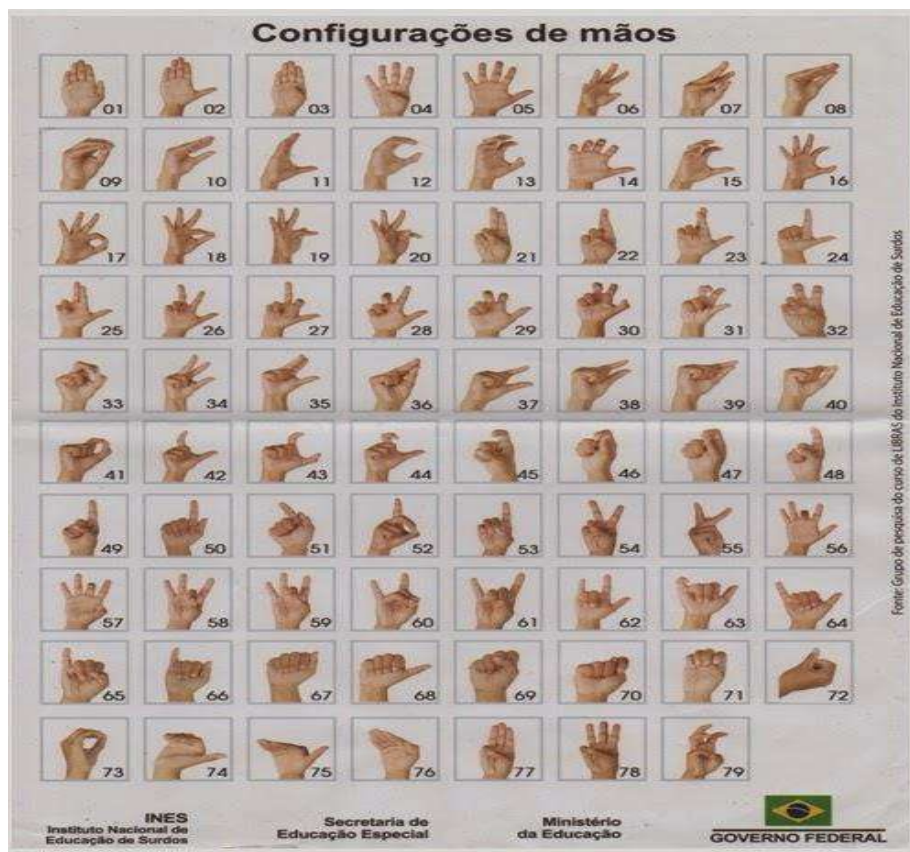 Configurações de mãos
01 02 03 04 05 06 07 08
09 10 11 12 13 14 15 16
17 18 19 20 21 22 23 24
25 26 27 28 29 30 31 32
33 34 35 36 37 38 39 40
41 42 43 44 45 46 47 48
49 50 51 52 53 54 55 56
57 58 59 60 61 62 63 64
65 66 67 68 69 70 71 72
73 74 75 76 77 78 79
Fonte: Grupo de pesquisa do curso de LIBRAS do Instituto Nacional de Educação de Surdos
INES
Instituto Nacional de
Educação de Surdos
Secretaria de
Educação Especial
Ministério
da Educação
GOVERNO FEDERAL